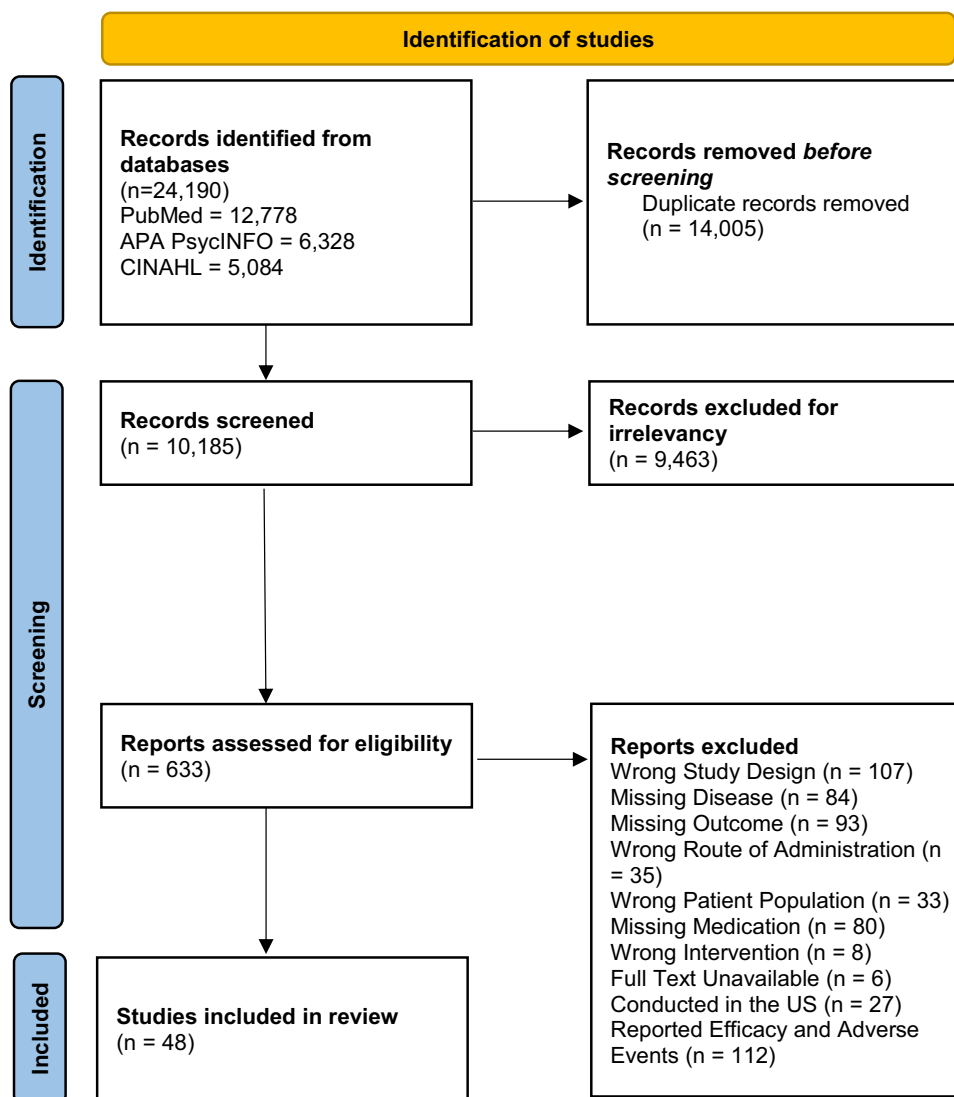 Identification of studies
Identification
Records identified from
databases
(n=24,190)
PubMed = 12,778
APA PsycINFO = 6,328
CINAHL = 5,084
Records removed before
screening
Duplicate records removed
(n = 14,005)
Screening
Records screened
(n = 10,185)
Records excluded for
irrelevancy
(n = 9,463)
Reports assessed for eligibility
(n = 633)
Reports excluded
Wrong Study Design (n = 107)
Missing Disease (n = 84)
Missing Outcome (n = 93)
Wrong Route of Administration (n
= 35)
Wrong Patient Population (n = 33)
Missing Medication (n = 80)
Wrong Intervention (n = 8)
Full Text Unavailable (n = 6)
Conducted in the US (n = 27)
Reported Efficacy and Adverse
Events (n = 112)
Included
Studies included in review
(n = 48)